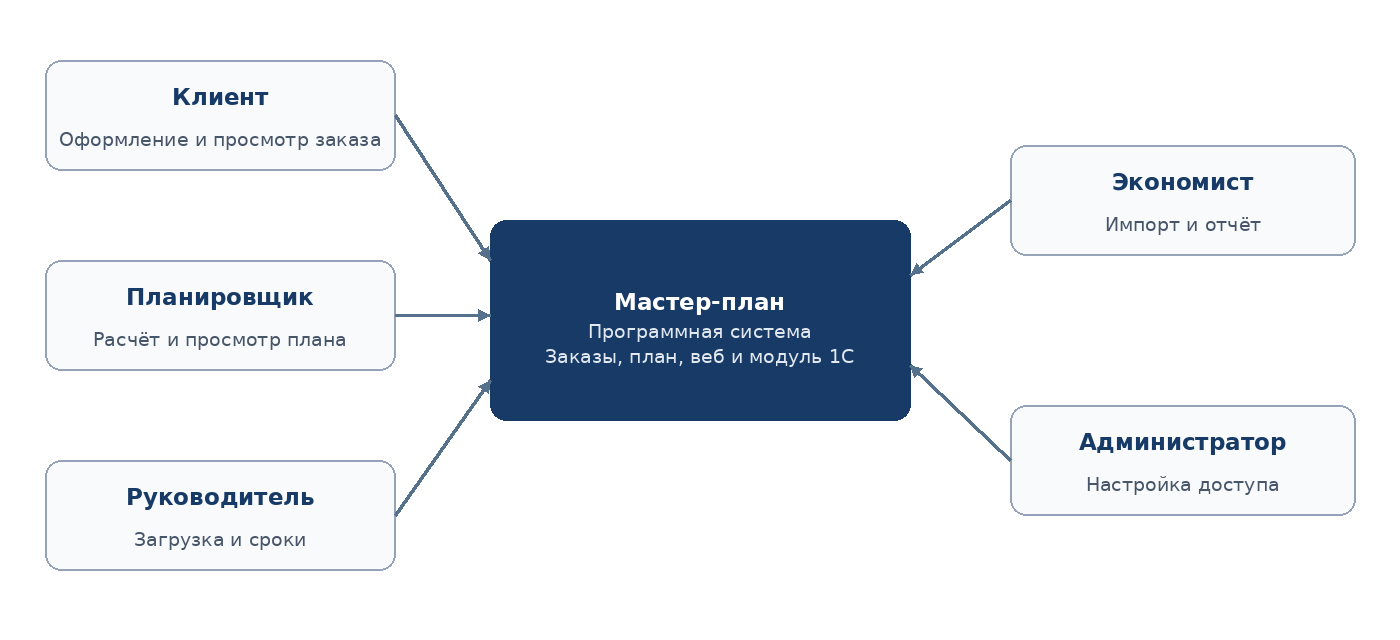 Клиент
Оформление и просмотр заказа
Планировщик
Расчёт и просмотр плана
Руководитель
Загрузка и сроки
Мастер-план
Программная система
Заказы, план, веб и модуль 1С
Экономист
Импорт и отчёт
Администратор
Настройка доступа